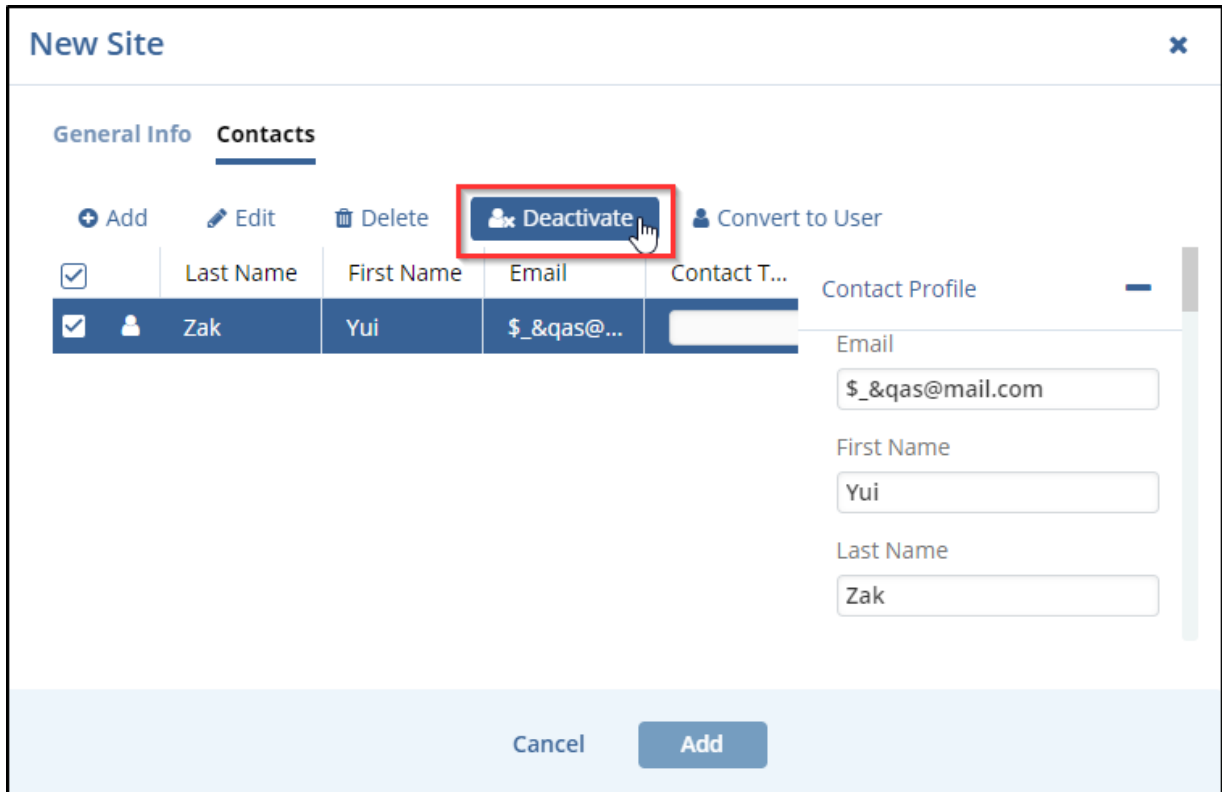 New Site
General Info Contacts
Add Edit Delete Deactivate Convert to User
Last Name First Name Email Contact T...
Zak Yui $_&qas@...
Contact Profile
Email
$_&qas@mail.com
First Name
Yui
Last Name
Zak
Cancel Add